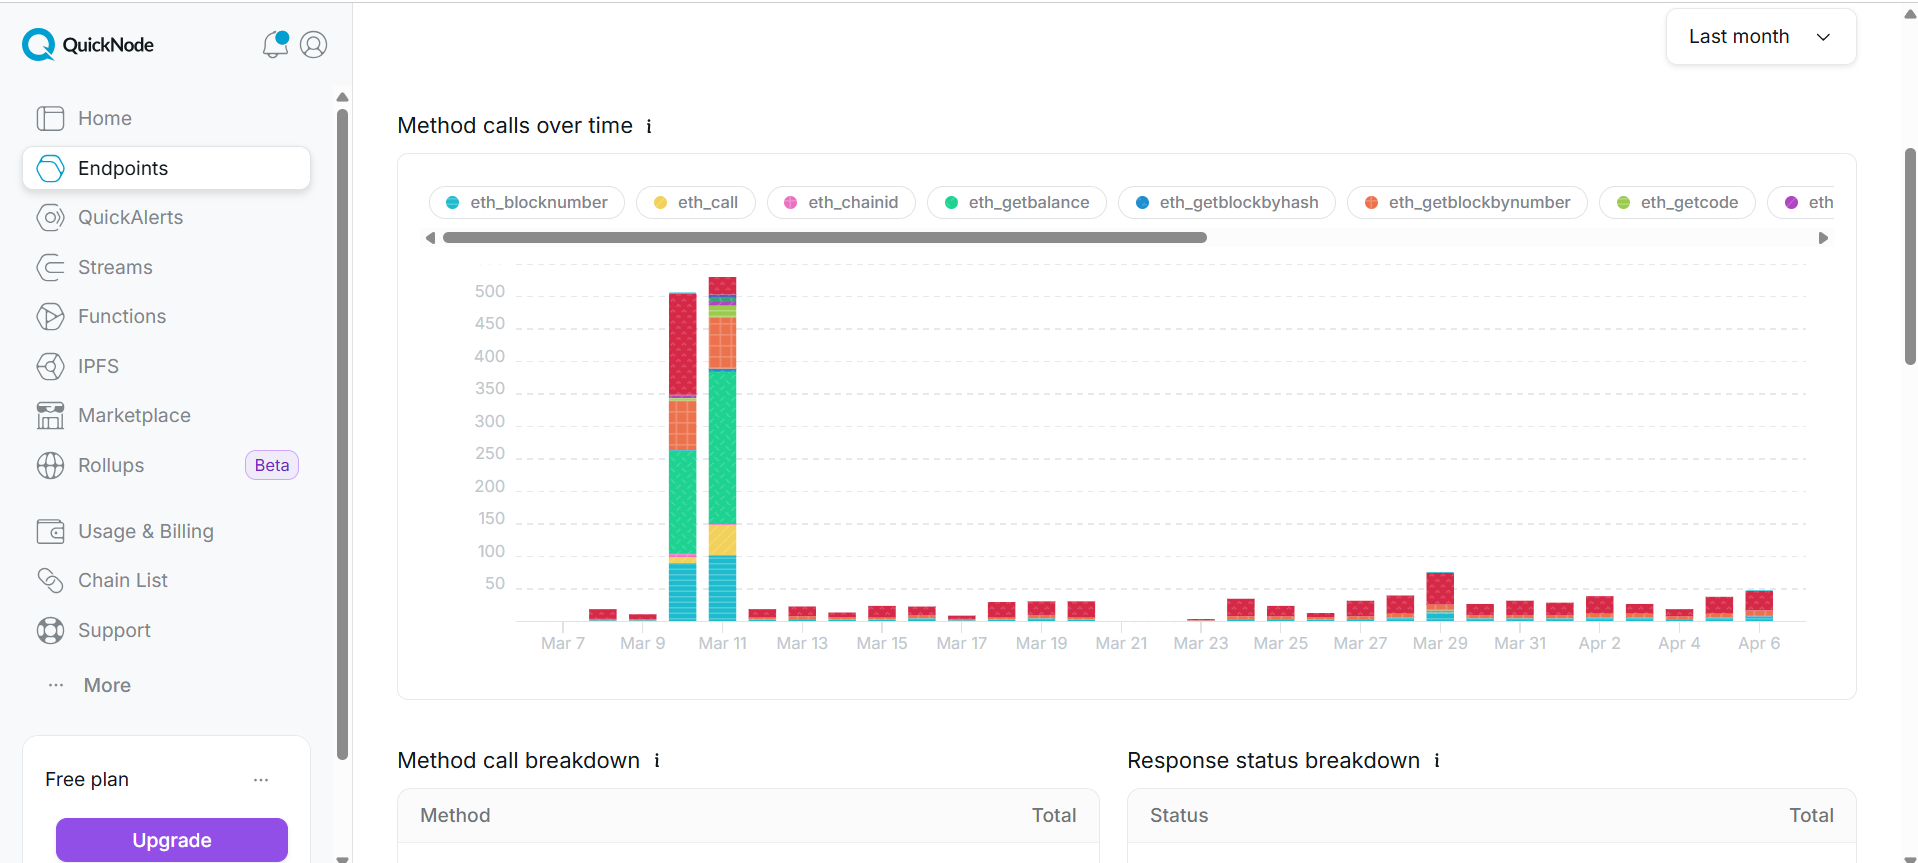 QuickNode
Home
Endpoints
QuickAlerts
Streams
Functions
IPFS
Marketplace
Rollups Beta
Usage & Billing
Chain List
Support
... More
Free plan ...
Upgrade
Last month
Method calls over time i
eth_blocknumber eth_call eth_chainid eth_getbalance eth_getblockbyhash eth_getblockbynumber eth_getcode eth
500
450
400
350
300
250
200
150
100
50
Mar 7 Mar 9 Mar 11 Mar 13 Mar 15 Mar 17 Mar 19 Mar 21 Mar 23 Mar 25 Mar 27 Mar 29 Mar 31 Apr 2 Apr 4 Apr 6
Method call breakdown i
Method Total
Response status breakdown i
Status Total